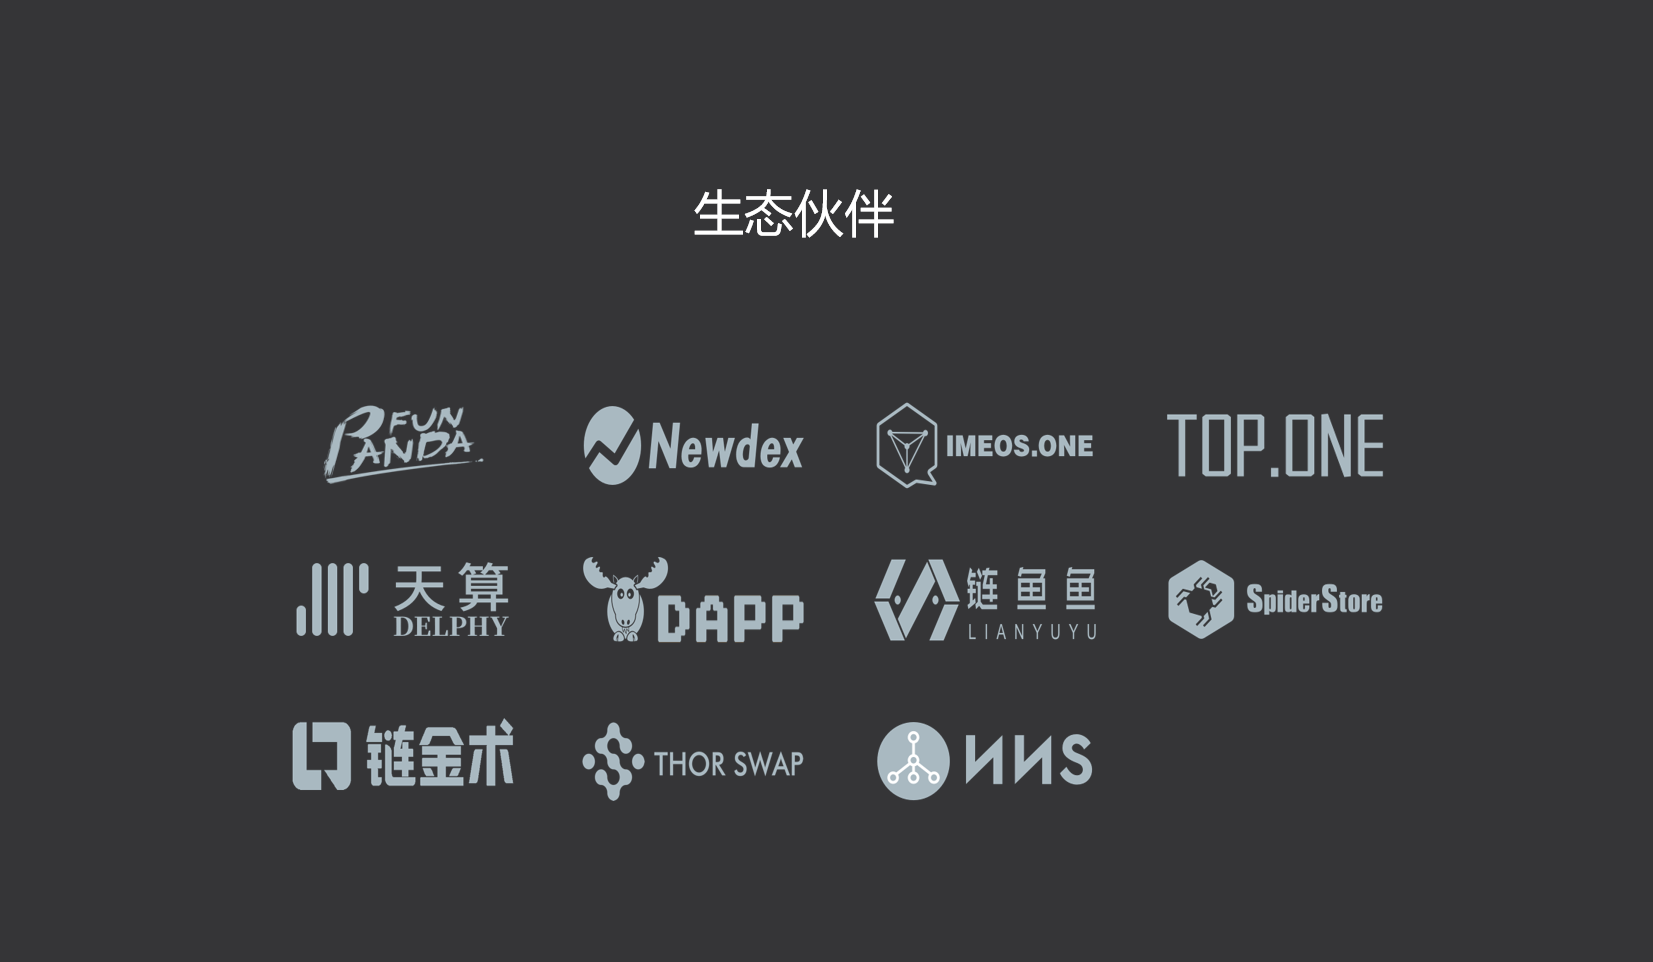 生态伙伴
FUN
PANDA
Newdex
IMEOS.ONE
TOP.ONE
天算
DELPHY
DAPP
链鱼鱼
LIANYUYU
SpiderStore
链金术
THOR SWAP
NNS